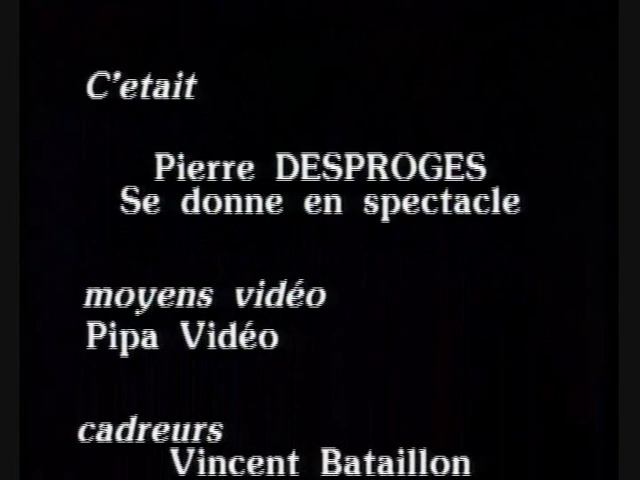 C'etait
Pierre DESPROGES
Se donne en spectacle
moyens vidéo
Pipa Vidéo
cadreurs
Vincent Bataillon